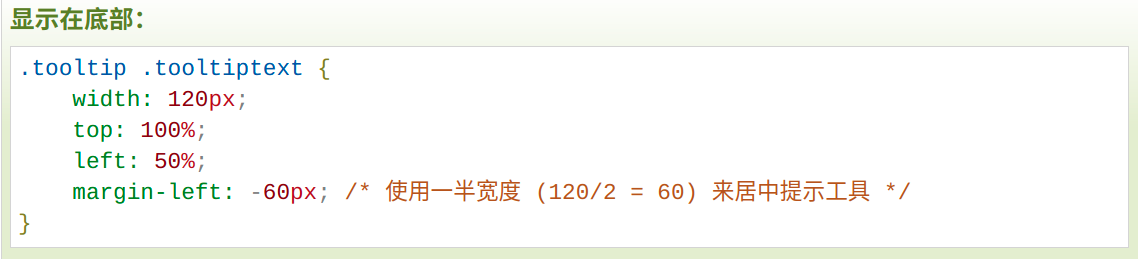 显示在底部：
.tooltip .tooltiptext {
    width: 120px;
    top: 100%;
    left: 50%;
    margin-left: -60px; /* 使用一半宽度 (120/2 = 60) 来居中提示工具 */
}